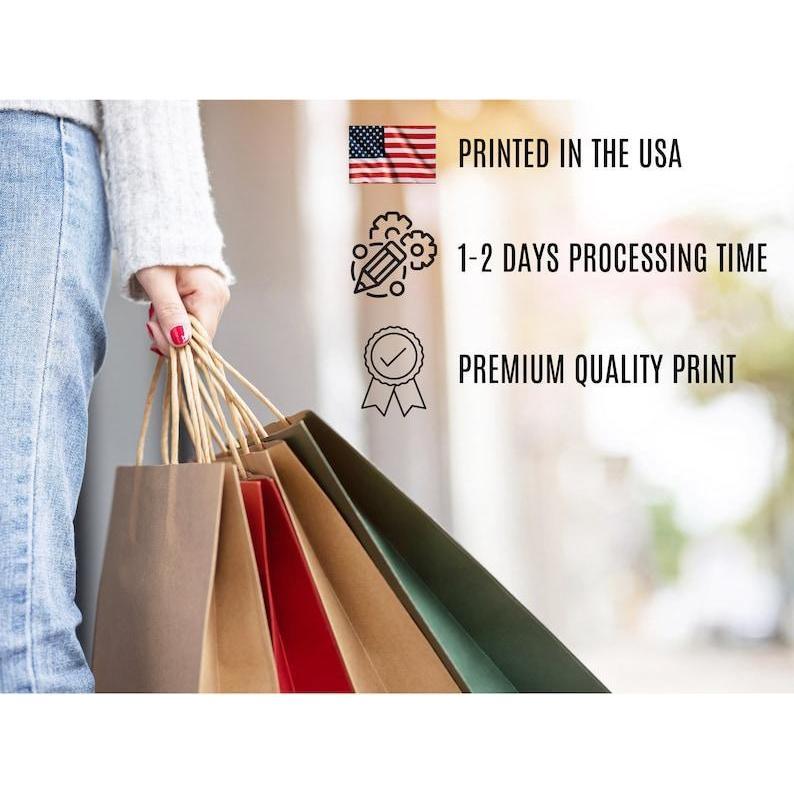 PRINTED IN THE USA
1-2 DAYS PROCESSING TIME
PREMIUM QUALITY PRINT